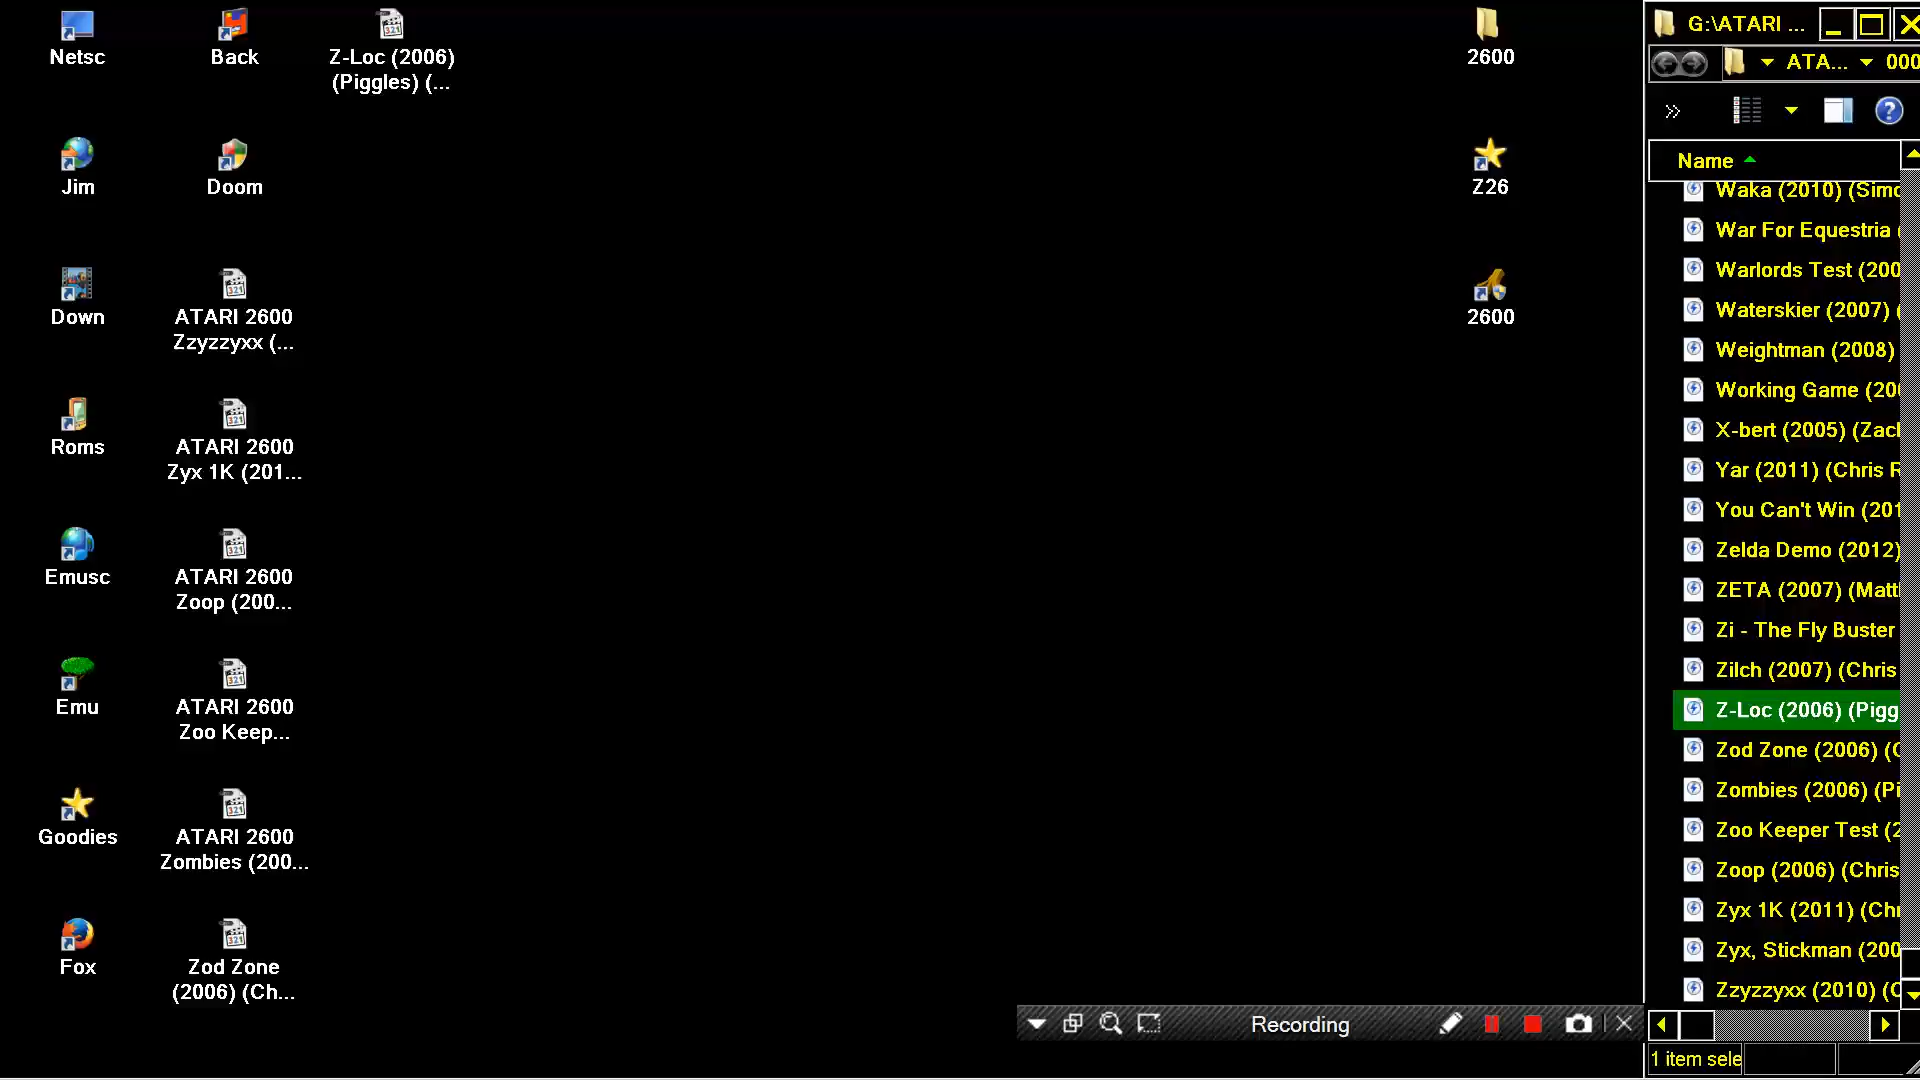 Netsc
Back
Z-Loc (2006)
(Piggles) (...
2600
Jim
Doom
Z26
Down
ATARI 2600
Zzyzzyxx (...
2600
Roms
ATARI 2600
Zyx 1K (201...
Emusc
ATARI 2600
Zoop (200...
Emu
ATARI 2600
Zoo Keep...
Goodies
ATARI 2600
Zombies (200...
Fox
Zod Zone
(2006) (Ch...
Recording
G:\ATARI ...
ATA... 000
Name
Waka (2010) (Simo
War For Equestria (
Warlords Test (200
Waterskier (2007) (
Weightman (2008)
Working Game (200
X-bert (2005) (Zach
Yar (2011) (Chris R
You Can't Win (201
Zelda Demo (2012)
ZETA (2007) (Matt
Zi - The Fly Buster
Zilch (2007) (Chris
Z-Loc (2006) (Pigg
Zod Zone (2006) (C
Zombies (2006) (Pi
Zoo Keeper Test (2
Zoop (2006) (Chris
Zyx 1K (2011) (Chr
Zyx, Stickman (200
Zzyzzyxx (2010) (C
1 item sele